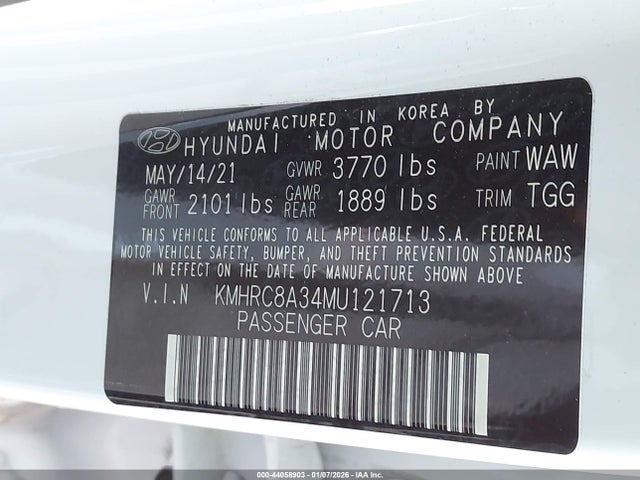 MANUFACTURED IN KOREA BY
HYUNDAI MOTOR COMPANY
MAY/14/21 GVWR 3770 lbs PAINT WAW
GAWR FRONT 2101 lbs GAWR REAR 1889 lbs TRIM TGG
THIS VEHICLE CONFORMS TO ALL APPLICABLE U.S.A. FEDERAL
MOTOR VEHICLE SAFETY, BUMPER, AND THEFT PREVENTION STANDARDS
IN EFFECT ON THE DATE OF MANUFACTURE SHOWN ABOVE
V.I.N KMHRC8A34MU121713
PASSENGER CAR
000-44058903 - 01/07/2026 - IAA Inc.